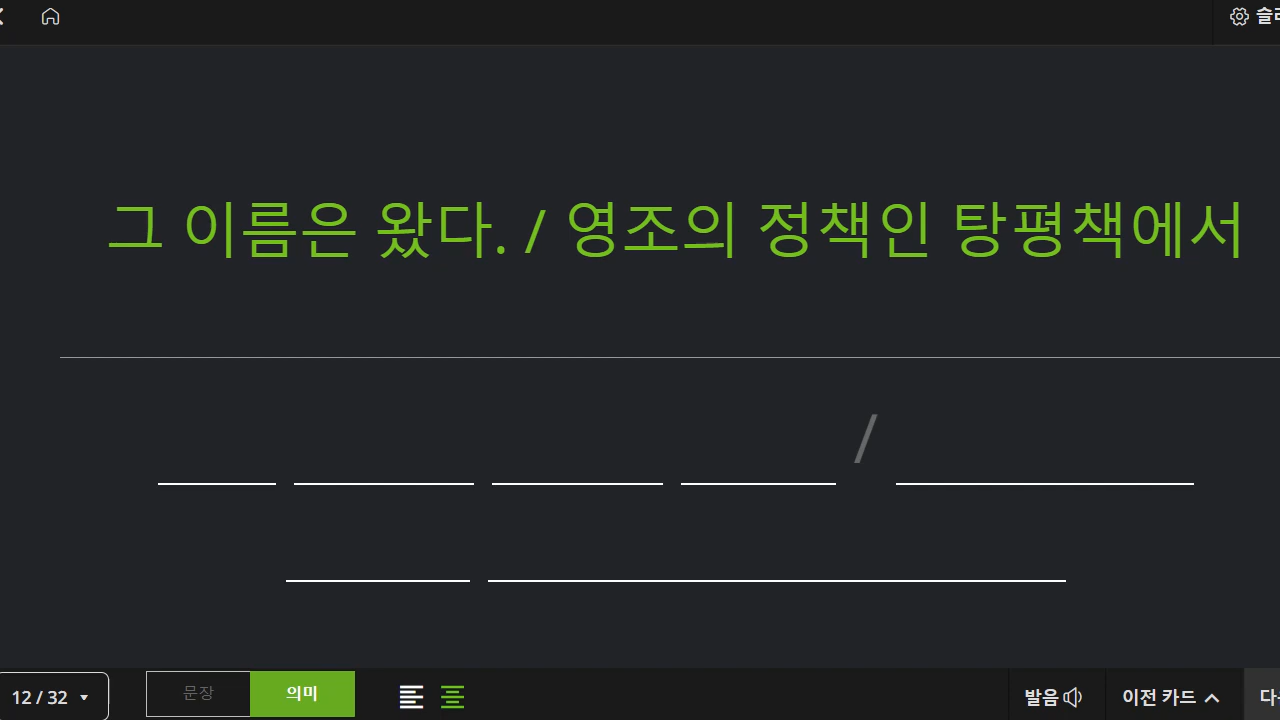 슬
그 이름은 왔다. / 영조의 정책인 탕평책에서
/
12 / 32
문장
의미
발음
이전 카드
다